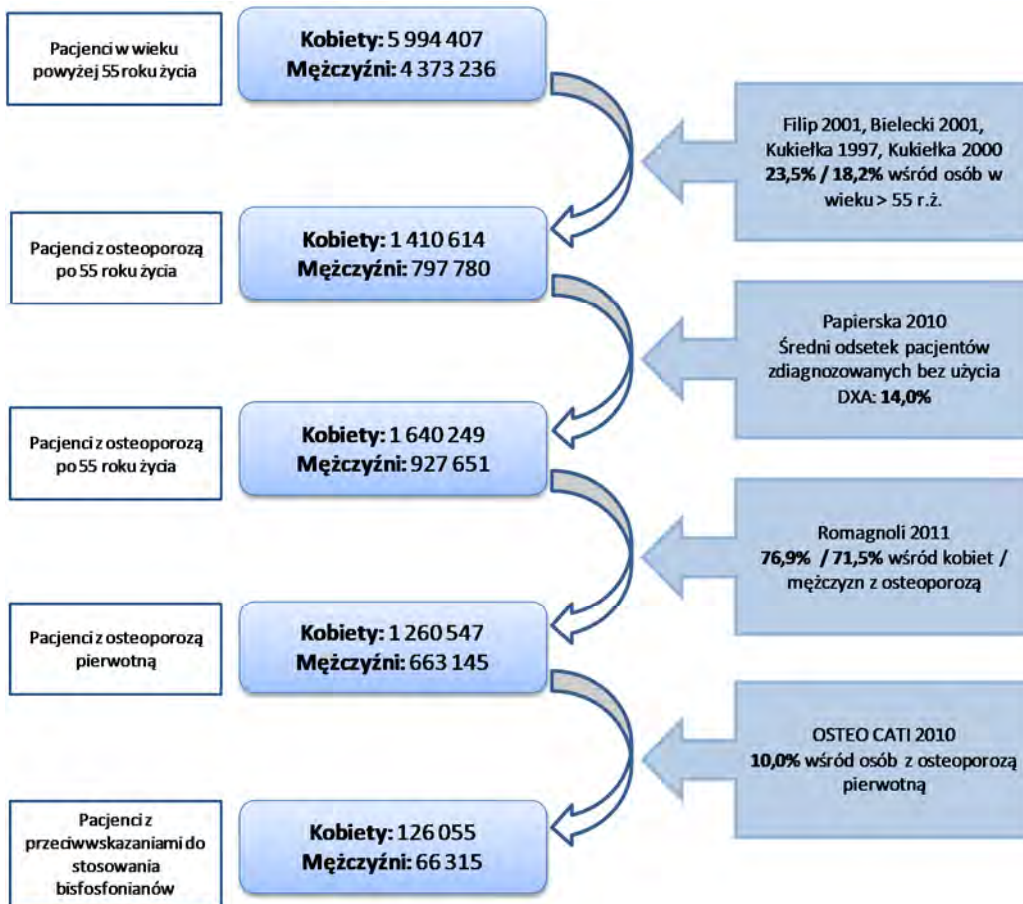 Pacjenci w wieku
powyżej 55 roku życia
Kobiety: 5 994 407
Mężczyźni: 4 373 236
Filip 2001, Bielecki 2001,
Kukiełka 1997, Kukiełka 2000
23,5% / 18,2% wśród osób w
wieku > 55 r.ż.
Pacjenci z osteoporozą
po 55 roku życia
Kobiety: 1 410 614
Mężczyźni: 797 780
Papierska 2010
Średni odsetek pacjentów
zdiagnozowanych bez użycia
DXA: 14,0%
Pacjenci z osteoporozą
po 55 roku życia
Kobiety: 1 640 249
Mężczyźni: 927 651
Romagnoli 2011
76,9% / 71,5% wśród kobiet /
mężczyzn z osteoporozą
Pacjenci z osteoporozą
pierwotną
Kobiety: 1 260 547
Mężczyźni: 663 145
OSTEO CATI 2010
10,0% wśród osób z osteoporozą
pierwotną
Pacjenci z
przeciwwskazaniami do
stosowania
bisfosfonianów
Kobiety: 126 055
Mężczyźni: 66 315